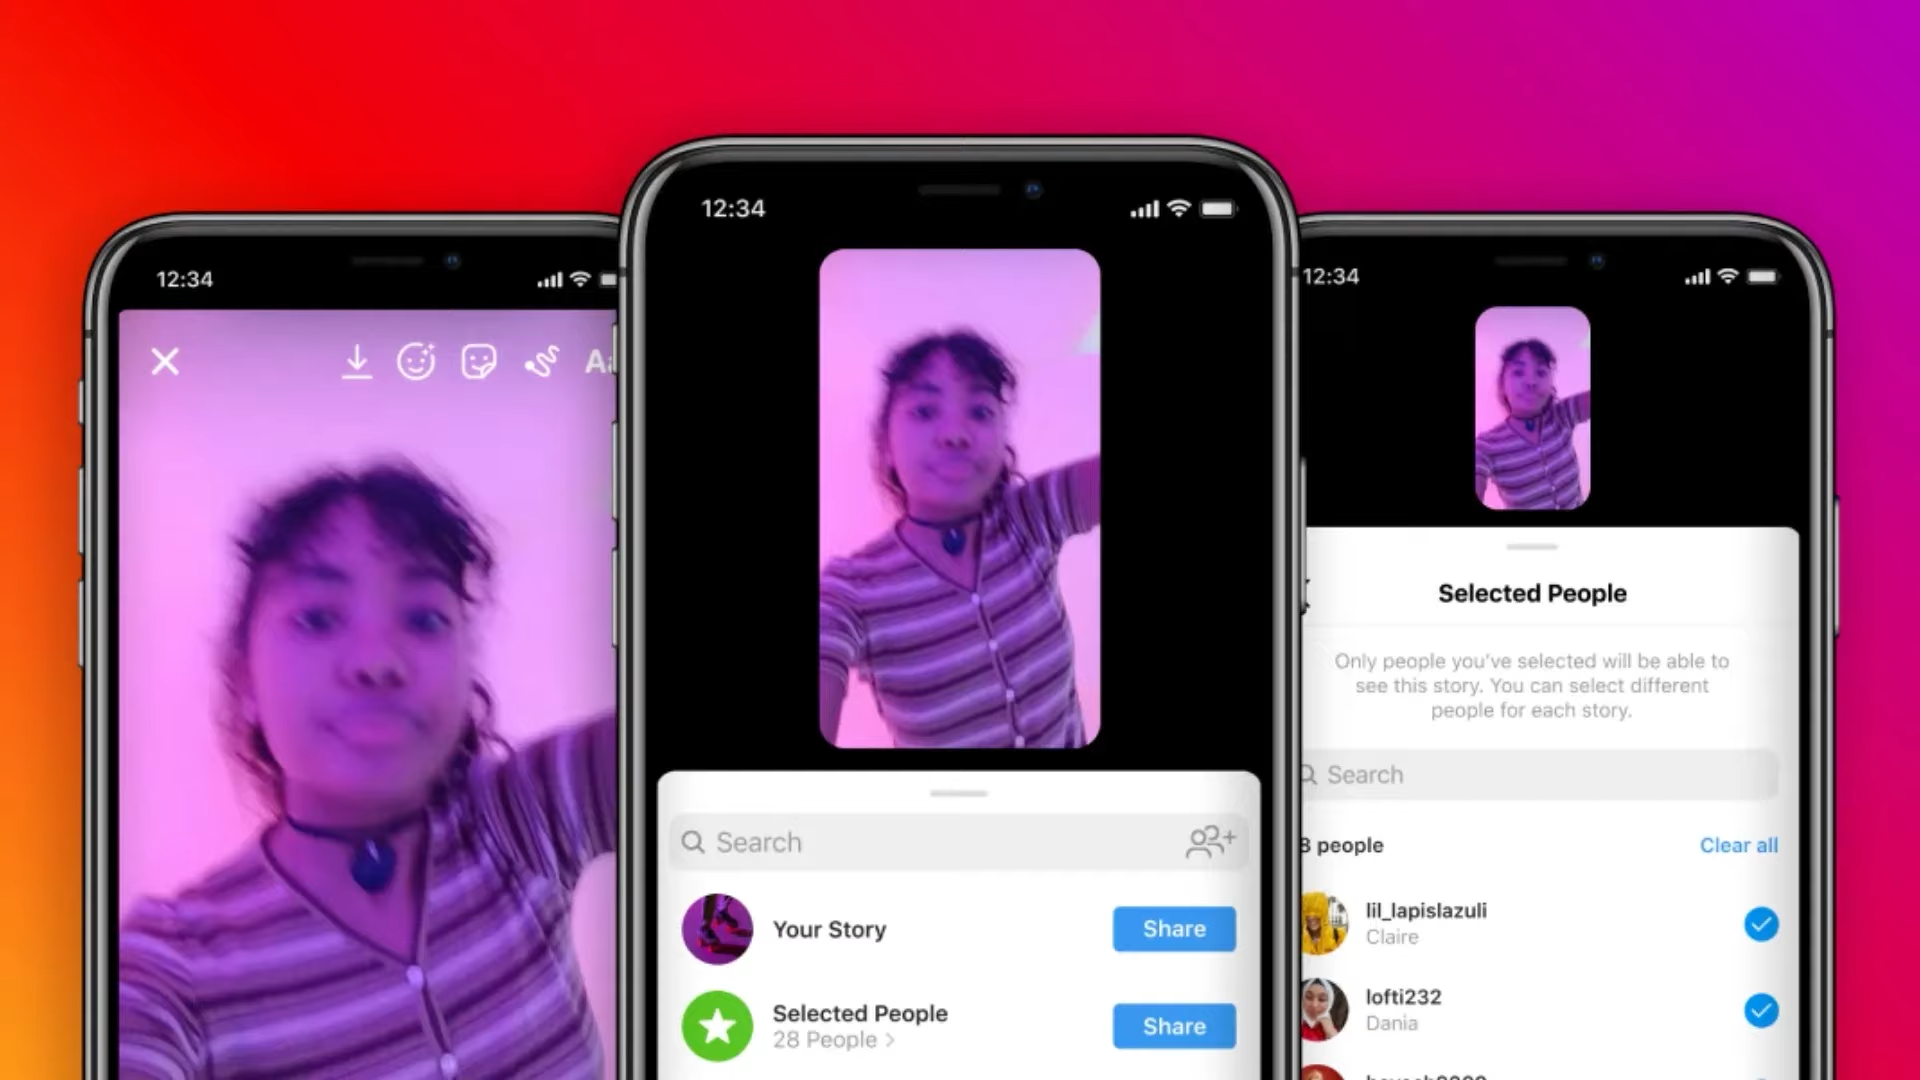 12:34
Aa
12:34
Search
Your Story
Share
Selected People
28 People
Share
12:34
Selected People
Only people you've selected will be able to
see this story. You can select different
people for each story.
Search
8 people
Clear all
lil_lapislazuli
Claire
lofti232
Dania